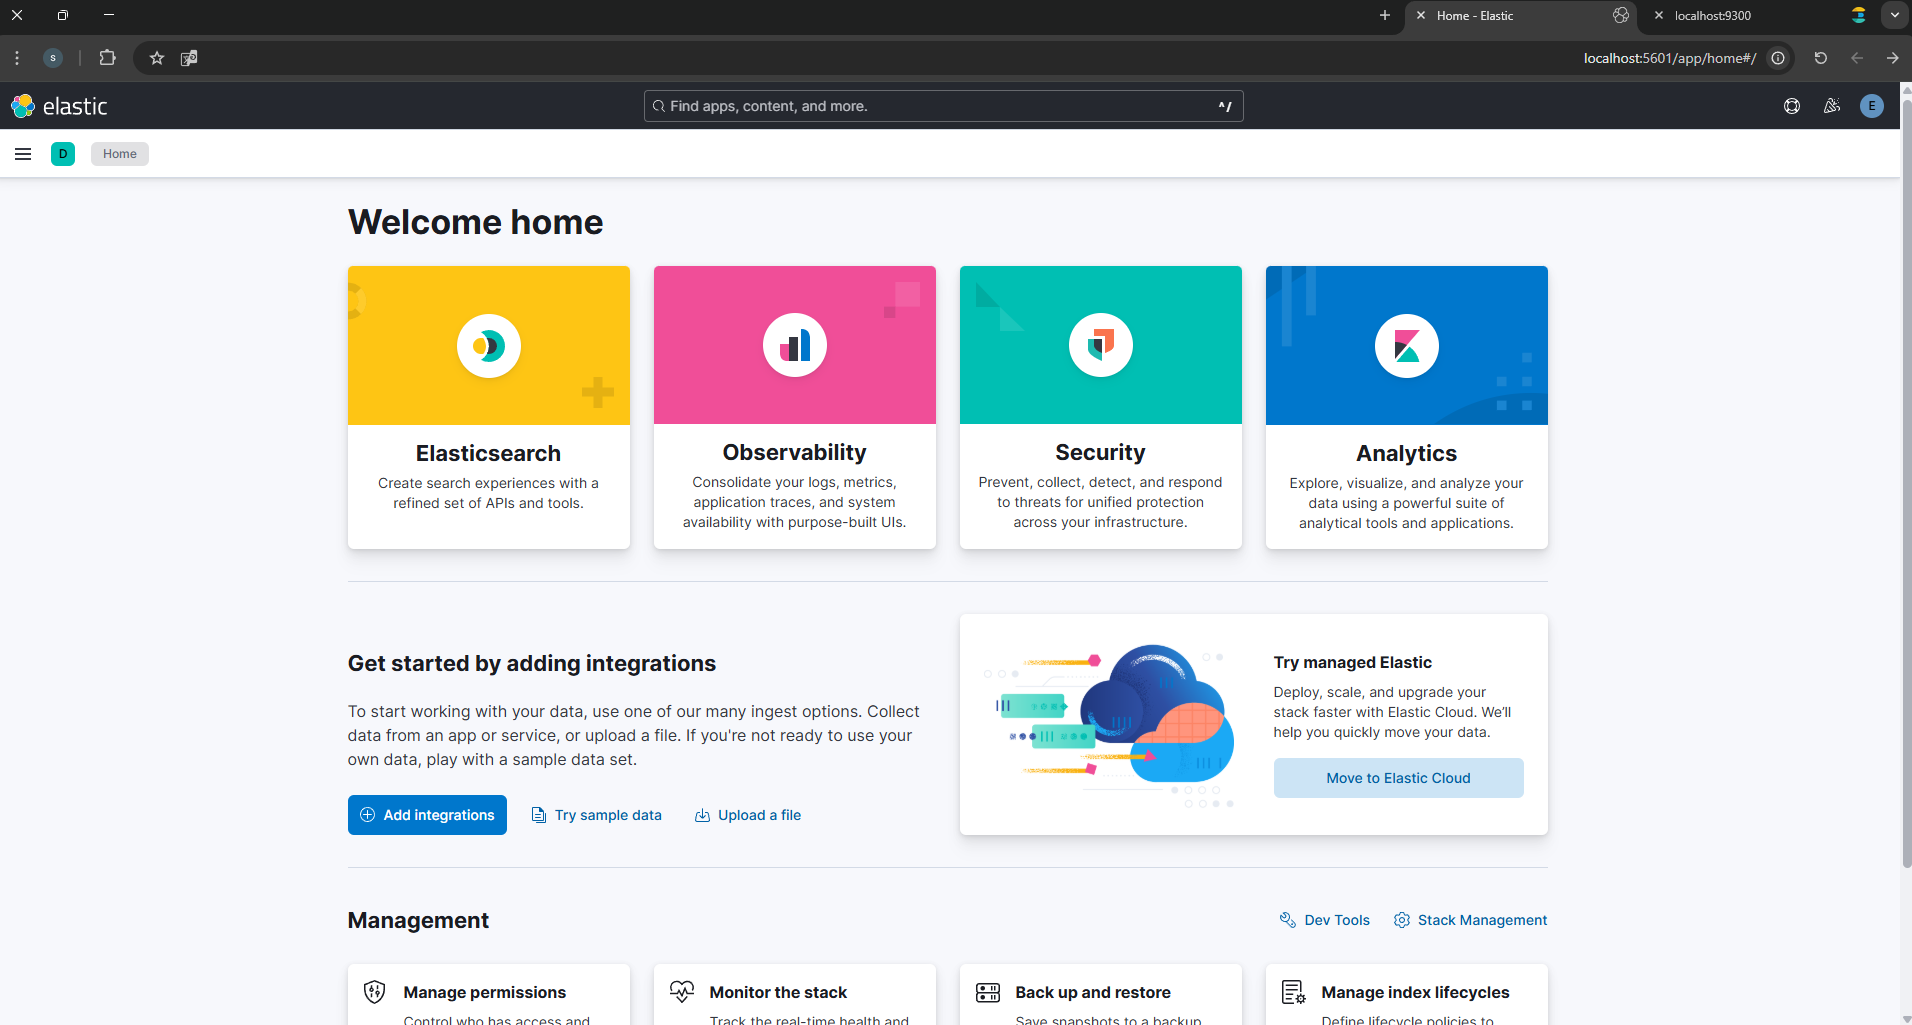 Home - Elastic
localhost:9300
S
localhost:5601/app/home#/
elastic
Find apps, content, and more.
^/
E
D
Home
Welcome home
Elasticsearch
Create search experiences with a
refined set of APIs and tools.
Observability
Consolidate your logs, metrics,
application traces, and system
availability with purpose-built UIs.
Security
Prevent, collect, detect, and respond
to threats for unified protection
across your infrastructure.
Analytics
Explore, visualize, and analyze your
data using a powerful suite of
analytical tools and applications.
Get started by adding integrations
To start working with your data, use one of our many ingest options. Collect
data from an app or service, or upload a file. If you're not ready to use your
own data, play with a sample data set.
Add integrations
Try sample data
Upload a file
Try managed Elastic
Deploy, scale, and upgrade your
stack faster with Elastic Cloud. We’ll
help you quickly move your data.
Move to Elastic Cloud
Management
Dev Tools
Stack Management
Manage permissions
Control who has access and
Monitor the stack
Track the real-time health and
Back up and restore
Save snapshots to a backup
Manage index lifecycles
Define lifecycle policies to